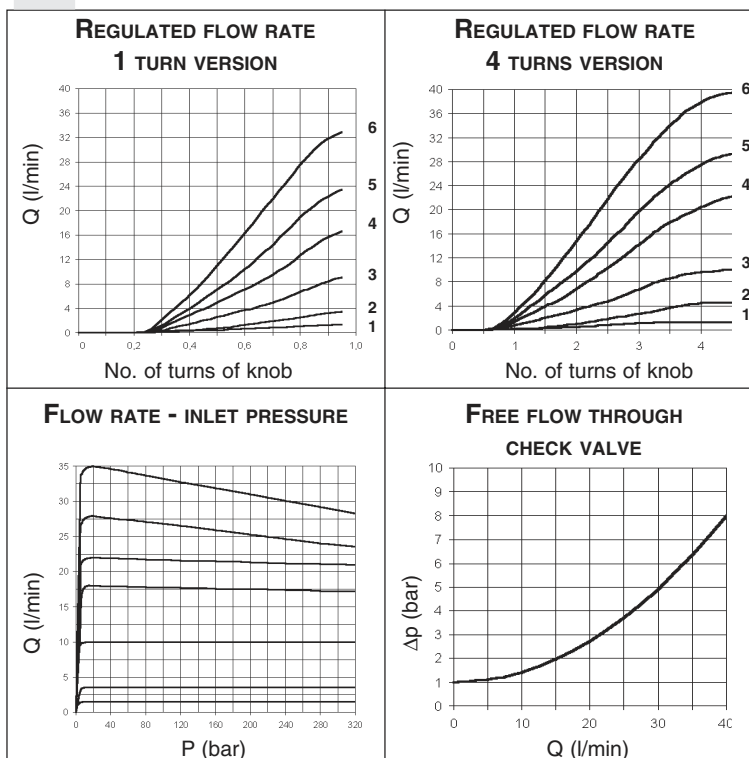 REGULATED FLOW RATE
1 TURN VERSION
Q (l/min)
40
36
32
28
24
20
16
12
8
4
0
0 0,2 0,4 0,6 0,8 1,0
6
5
4
3
2
1
No. of turns of knob
REGULATED FLOW RATE
4 TURNS VERSION
Q (l/min)
40
36
32
28
24
20
16
12
8
4
0
0 1 2 3 4
6
5
4
3
2
1
No. of turns of knob
FLOW RATE - INLET PRESSURE
Q (l/min)
35
30
25
20
15
10
5
0
0 40 80 120 160 200 240 280 320
P (bar)
FREE FLOW THROUGH
CHECK VALVE
Δp (bar)
10
9
8
7
6
5
4
3
2
1
0
0 10 20 30 40
Q (l/min)